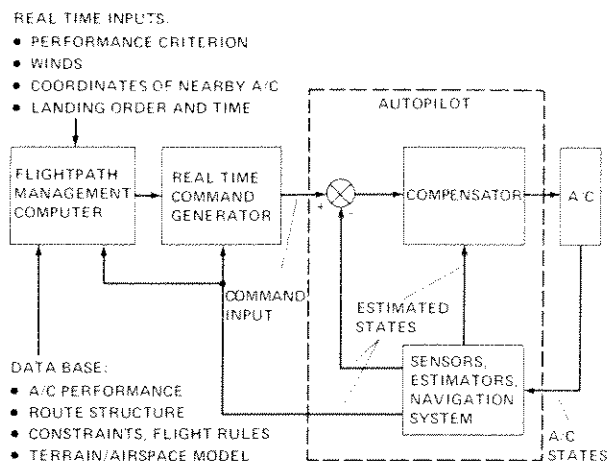 REAL TIME INPUTS:
• PERFORMANCE CRITERION
• WINDS
• COORDINATES OF NEARBY A/C
• LANDING ORDER AND TIME
AUTOPILOT
FLIGHTPATH
MANAGEMENT
COMPUTER
REAL TIME
COMMAND
GENERATOR
+
-
COMPENSATOR
A/C
COMMAND
INPUT
ESTIMATED
STATES
SENSORS,
ESTIMATORS,
NAVIGATION
SYSTEM
A/C
STATES
DATA BASE:
• A/C PERFORMANCE
• ROUTE STRUCTURE
• CONSTRAINTS, FLIGHT RULES
• TERRAIN/AIRSPACE MODEL